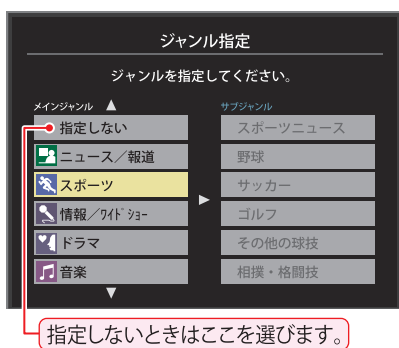 ジャンル指定
ジャンルを指定してください。
メインジャンル
サブジャンル
指定しない
スポーツニュース
ニュース／報道
野球
スポーツ
サッカー
情報／ﾜｲﾄﾞｼｮｰ
ゴルフ
ドラマ
その他の球技
音楽
相撲・格闘技
指定しないときはここを選びます。